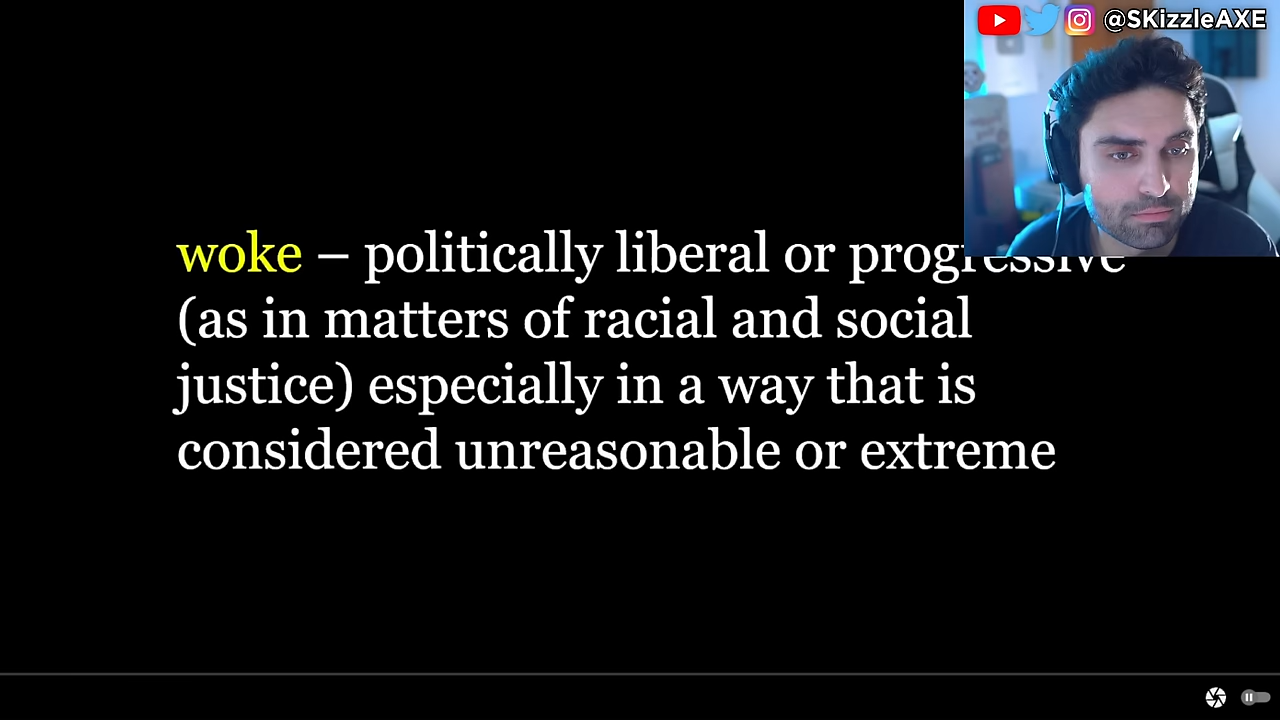 @SKizzleAXE
woke – politically liberal or progressive
(as in matters of racial and social
justice) especially in a way that is
considered unreasonable or extreme